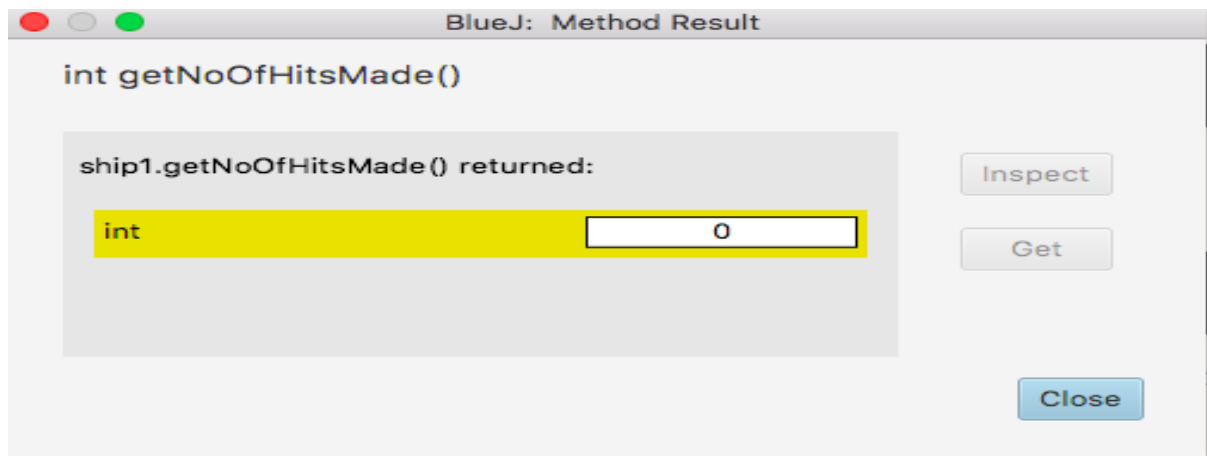 BlueJ: Method Result
int getNoOfHitsMade()
ship1.getNoOfHitsMade() returned:
Inspect
int 0
Get
Close